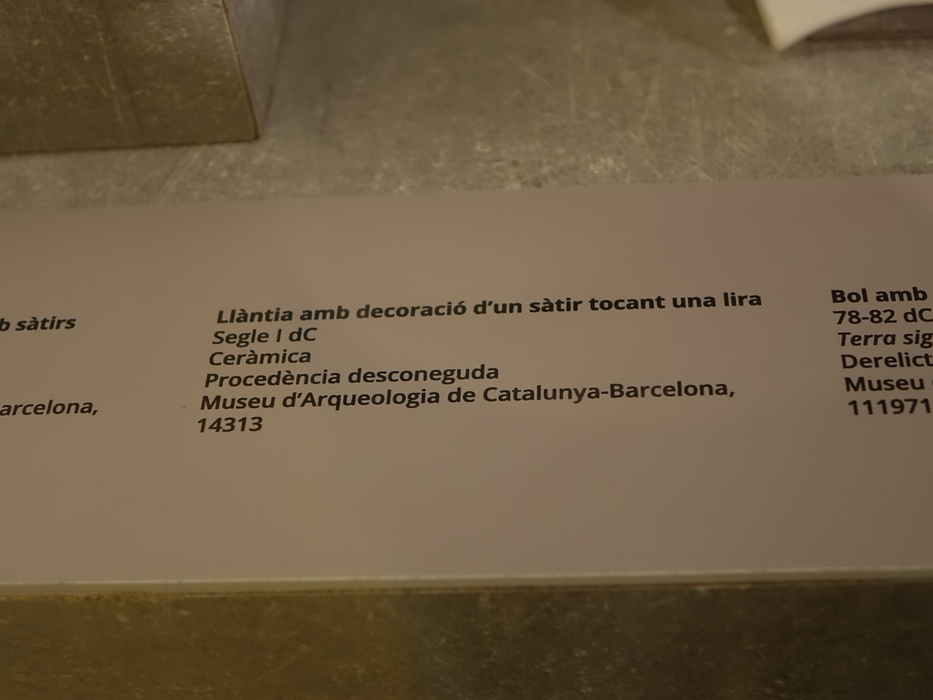 b sàtirs
arcelona,
Llàntia amb decoració d'un sàtir tocant una lira
Segle I dC
Ceràmica
Procedència desconeguda
Museu d'Arqueologia de Catalunya-Barcelona,
14313
Bol amb
78-82 dC
Terra sig
Derelict
Museu
111971